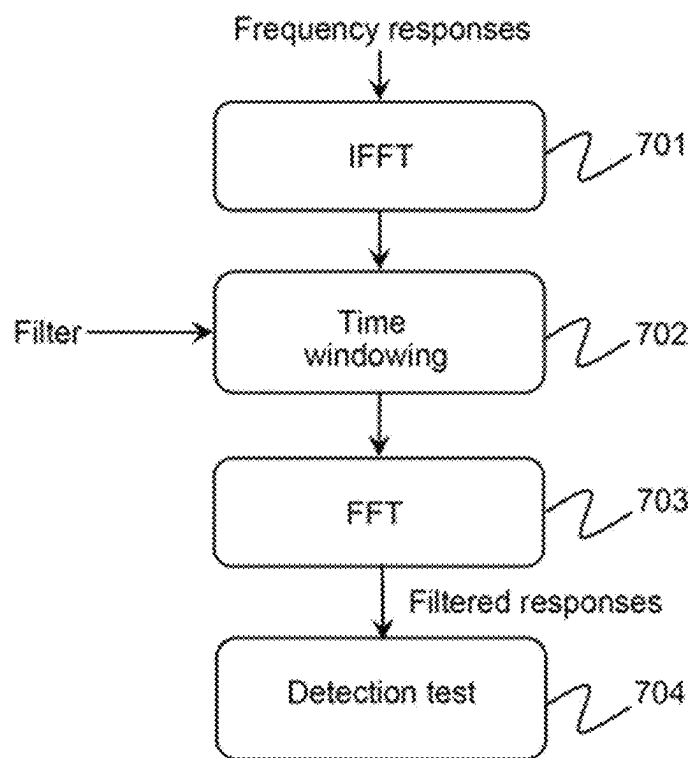 Frequency responses
IFFT
701
Filter
Time
windowing
702
FFT
703
Filtered responses
Detection test
704